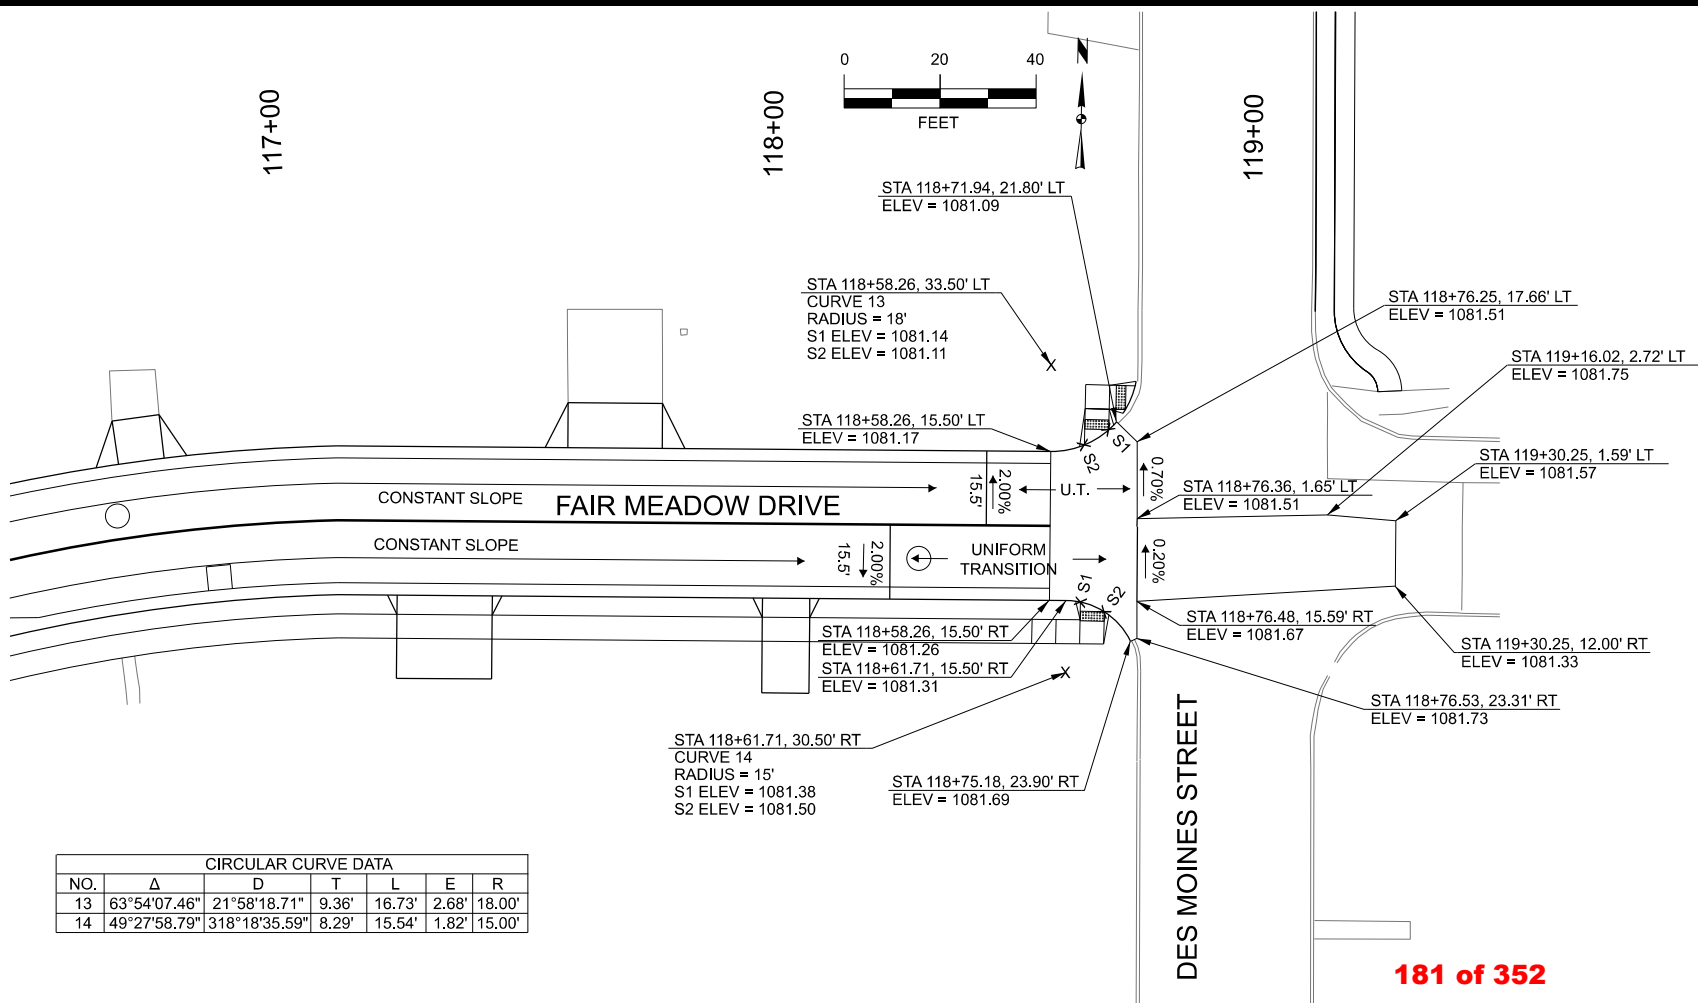 0 20 40
FEET
117+00
118+00
119+00
STA 118+71.94, 21.80' LT
ELEV = 1081.09
STA 118+58.26, 33.50' LT
CURVE 13
RADIUS = 18'
S1 ELEV = 1081.14
S2 ELEV = 1081.11
STA 118+76.25, 17.66' LT
ELEV = 1081.51
STA 119+16.02, 2.72' LT
ELEV = 1081.75
STA 118+58.26, 15.50' LT
ELEV = 1081.17
S1
S2
STA 119+30.25, 1.59' LT
ELEV = 1081.57
CONSTANT SLOPE
FAIR MEADOW DRIVE
2.00%
15.5'
U.T.
0.70%
STA 118+76.36, 1.65' LT
ELEV = 1081.51
CONSTANT SLOPE
2.00%
15.5'
UNIFORM
TRANSITION
0.20%
S1
S2
STA 118+58.26, 15.50' RT
ELEV = 1081.26
STA 118+61.71, 15.50' RT
ELEV = 1081.31
STA 118+76.48, 15.59' RT
ELEV = 1081.67
STA 119+30.25, 12.00' RT
ELEV = 1081.33
STA 118+76.53, 23.31' RT
ELEV = 1081.73
STA 118+61.71, 30.50' RT
CURVE 14
RADIUS = 15'
S1 ELEV = 1081.38
S2 ELEV = 1081.50
STA 118+75.18, 23.90' RT
ELEV = 1081.69
DES MOINES STREET
CIRCULAR CURVE DATA
NO. Δ D T L E R
13 63°54'07.46" 21°58'18.71" 9.36' 16.73' 2.68' 18.00'
14 49°27'58.79" 318°18'35.59" 8.29' 15.54' 1.82' 15.00'
181 of 352